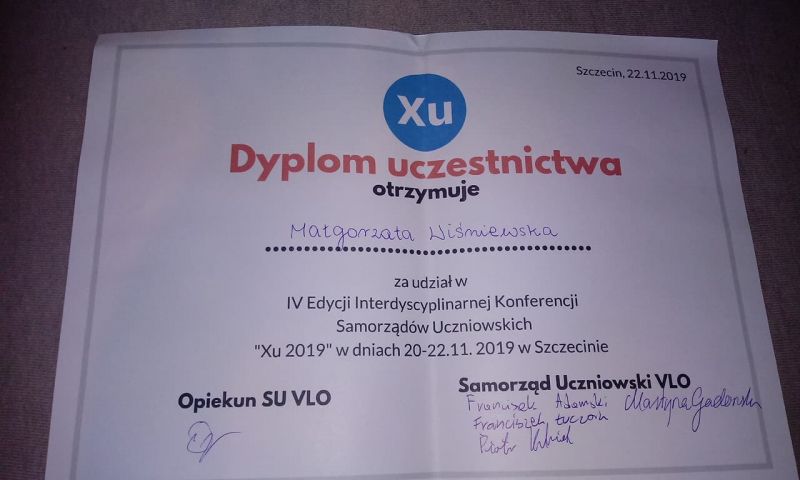 Szczecin, 22.11.2019
Xu
Dyplom uczestnictwa
otrzymuje
Małgorzata Wiśniewska
za udział w
IV Edycji Interdyscyplinarnej Konferencji
Samorządów Uczniowskich
"Xu 2019" w dniach 20-22.11. 2019 w Szczecinie
Opiekun SU VLO
Samorząd Uczniowski VLO
Franciszek Adamski Martyna
Franciszek
Piotr